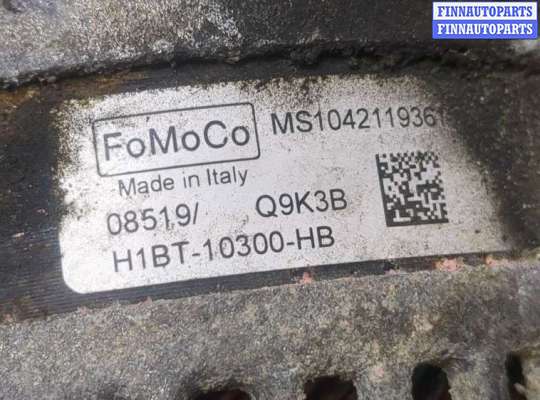 FINNAUTOPARTS
FINNAUTOPARTS
FoMoCo
MS1042119361
Made in Italy
08519/ Q9K3B
H1BT-10300-HB